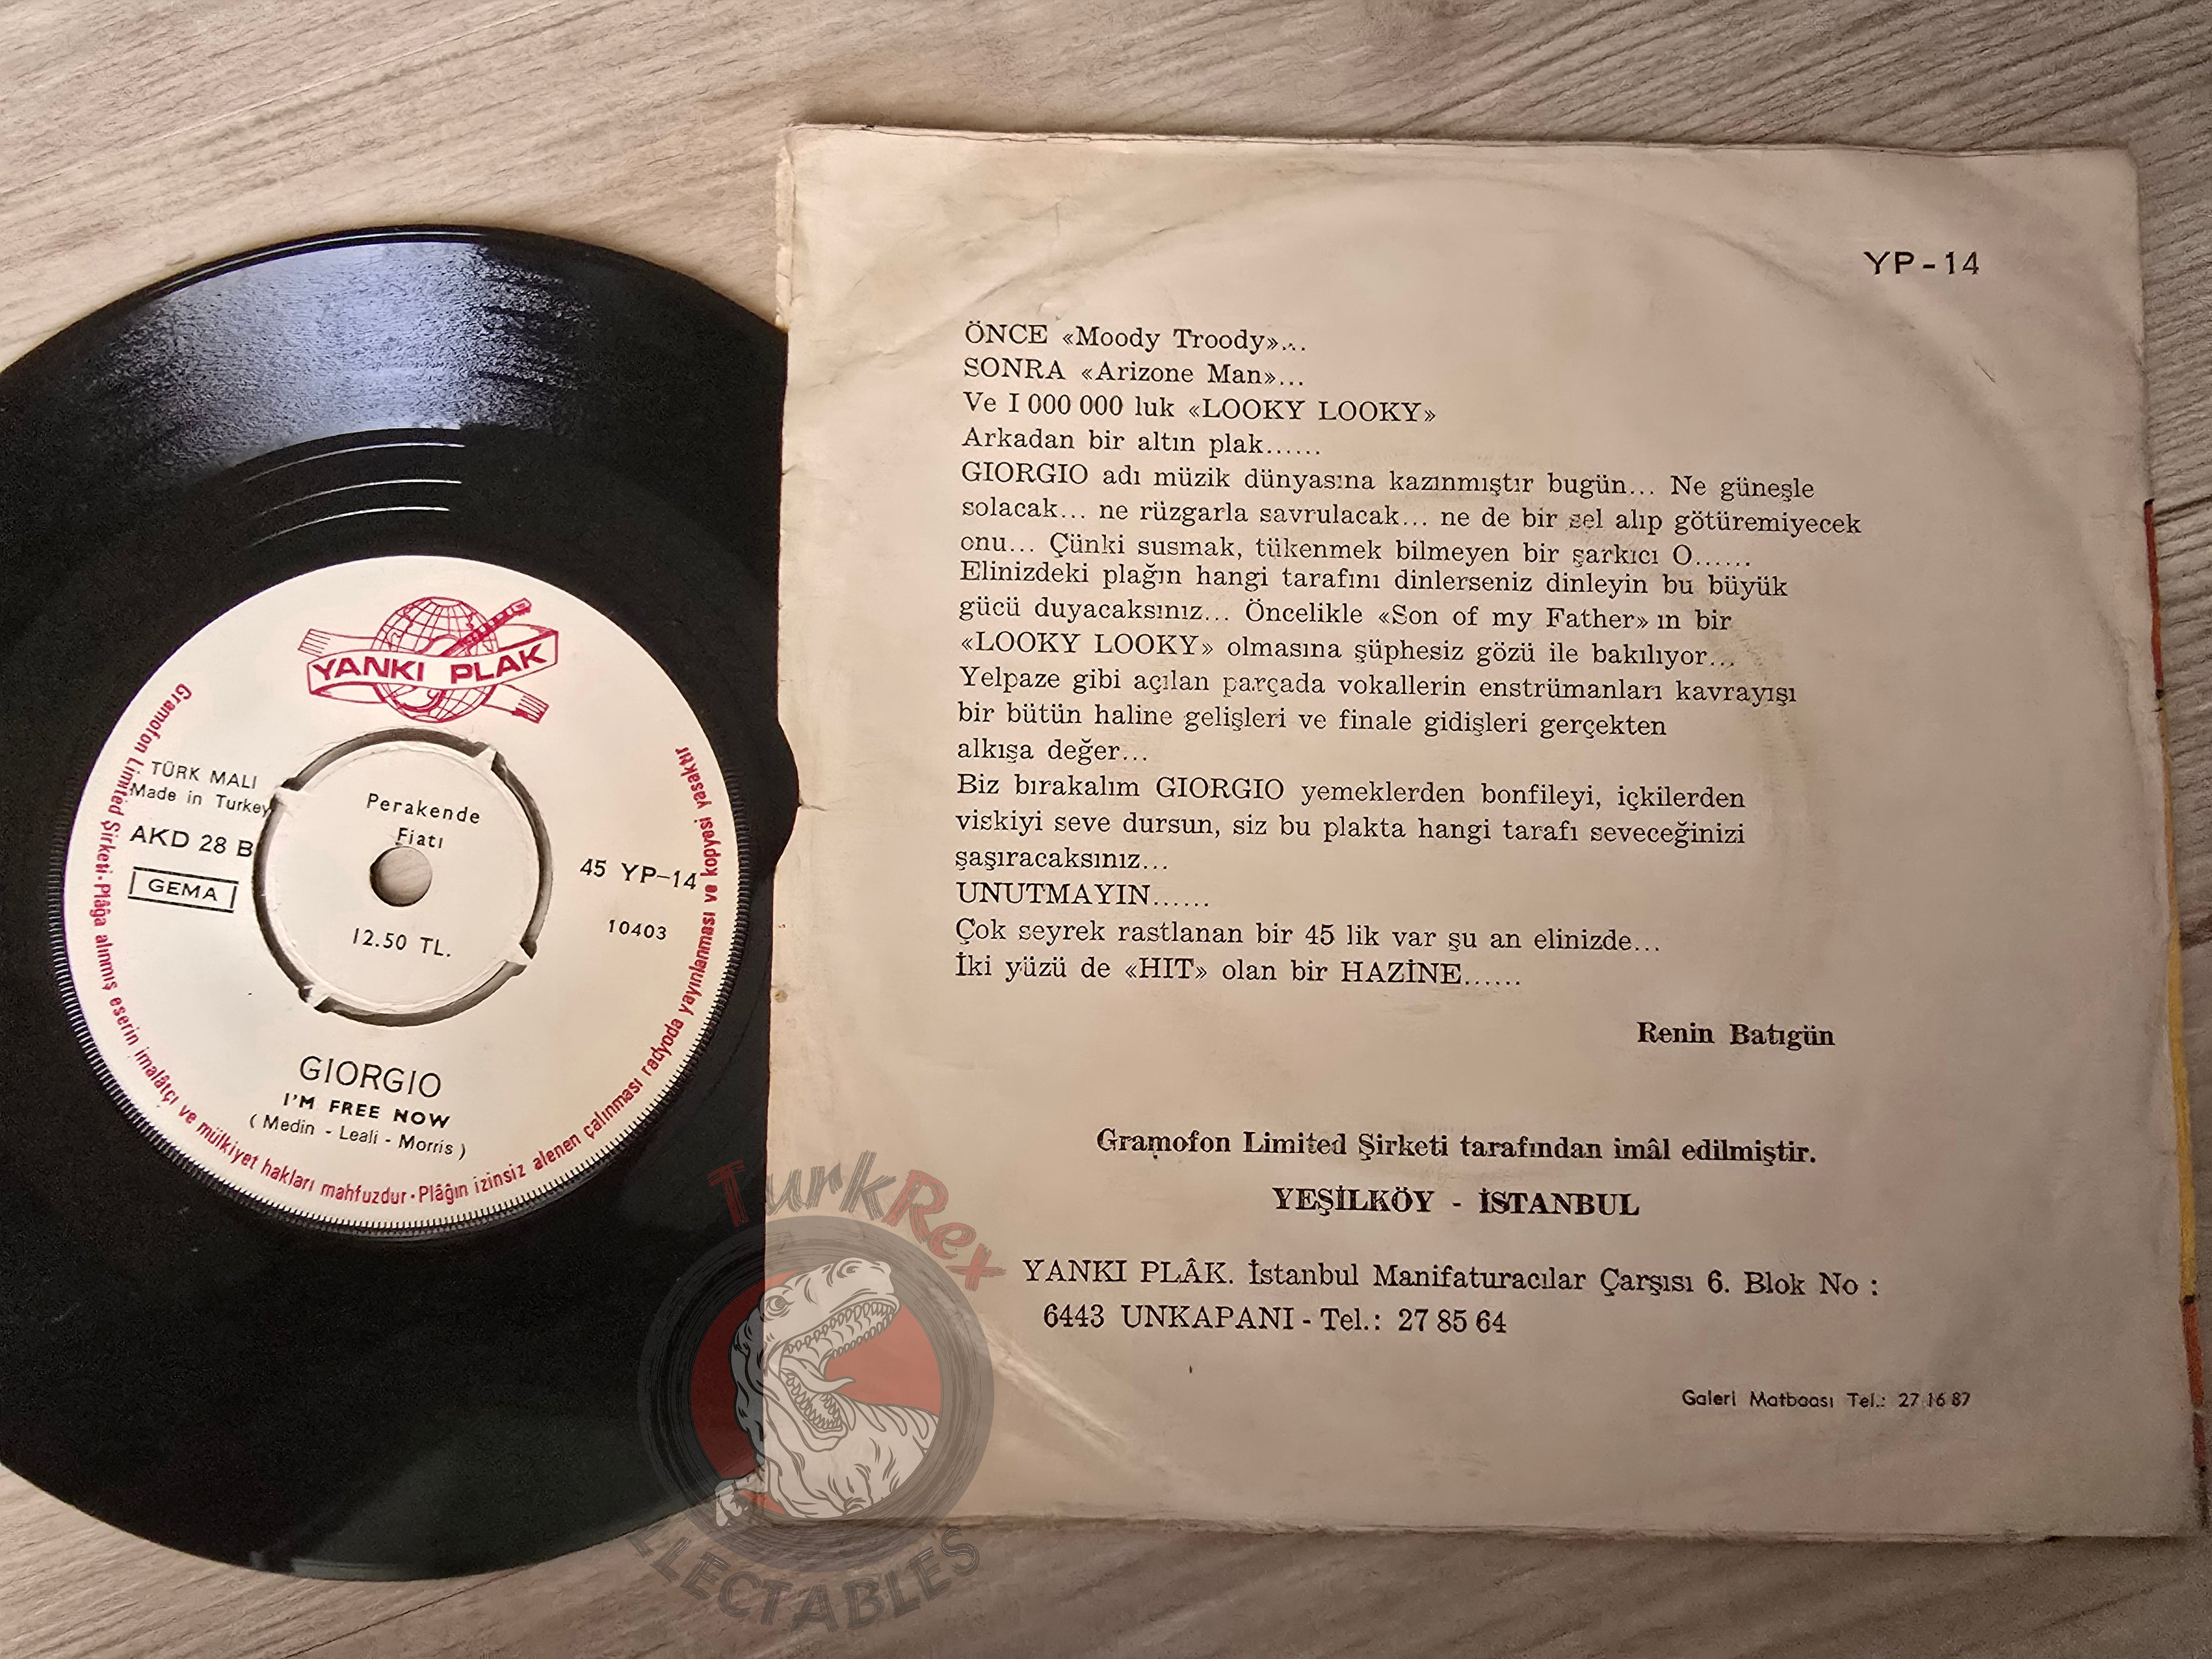 YANKI PLAK
TÜRK MALI
Made in Turkey
AKD 28 B
GEMA
Perakende
Fiatı
12.50 TL.
45 YP-14
10403
GIORGIO
I'M FREE NOW
( Medin - Leali - Morris )
Gramofon Limited Şirketi - Plâğa alınmış eserin imalâtçı ve mülkiyet hakları mahfuzdur - Plâğın izinsiz alenen çalınması radyoda yayınlanması ve kopyası yasaktır
YP-14
ÖNCE «Moody Troody»...
SONRA «Arizone Man»...
Ve I 000 000 luk «LOOKY LOOKY»
Arkadan bir altın plak......
GIORGIO adı müzik dünyasına kazınmıştır bugün... Ne güneşle
solacak... ne rüzgarla savrulacak... ne de bir sel alıp götüremiyecek
onu... Çünki susmak, tükenmek bilmeyen bir şarkıcı O......
Elinizdeki plağın hangi tarafını dinlerseniz dinleyin bu büyük
gücü duyacaksınız... Öncelikle «Son of my Father» ın bir
«LOOKY LOOKY» olmasına şüphesiz gözü ile bakılıyor...
Yelpaze gibi açılan parçada vokallerin enstrümanları kavrayışı
bir bütün haline gelişleri ve finale gidişleri gerçekten
alkışa değer...
Biz bırakalım GIORGIO yemeklerden bonfileyi, içkilerden
viskiyi seve dursun, siz bu plakta hangi tarafı seveceğinizi
şaşıracaksınız...
UNUTMAYIN......
Çok seyrek rastlanan bir 45 lik var şu an elinizde...
İki yüzü de «HIT» olan bir HAZİNE......
Renin Batıgün
Gramofon Limited Şirketi tarafından imâl edilmiştir.
YEŞİLKÖY - İSTANBUL
YANKI PLÂK. İstanbul Manifaturacılar Çarşısı 6. Blok No :
6443 UNKAPANI - Tel.: 27 85 64
Galeri Matbaası Tel.: 27 16 87
TurkRex
LLECTABLES